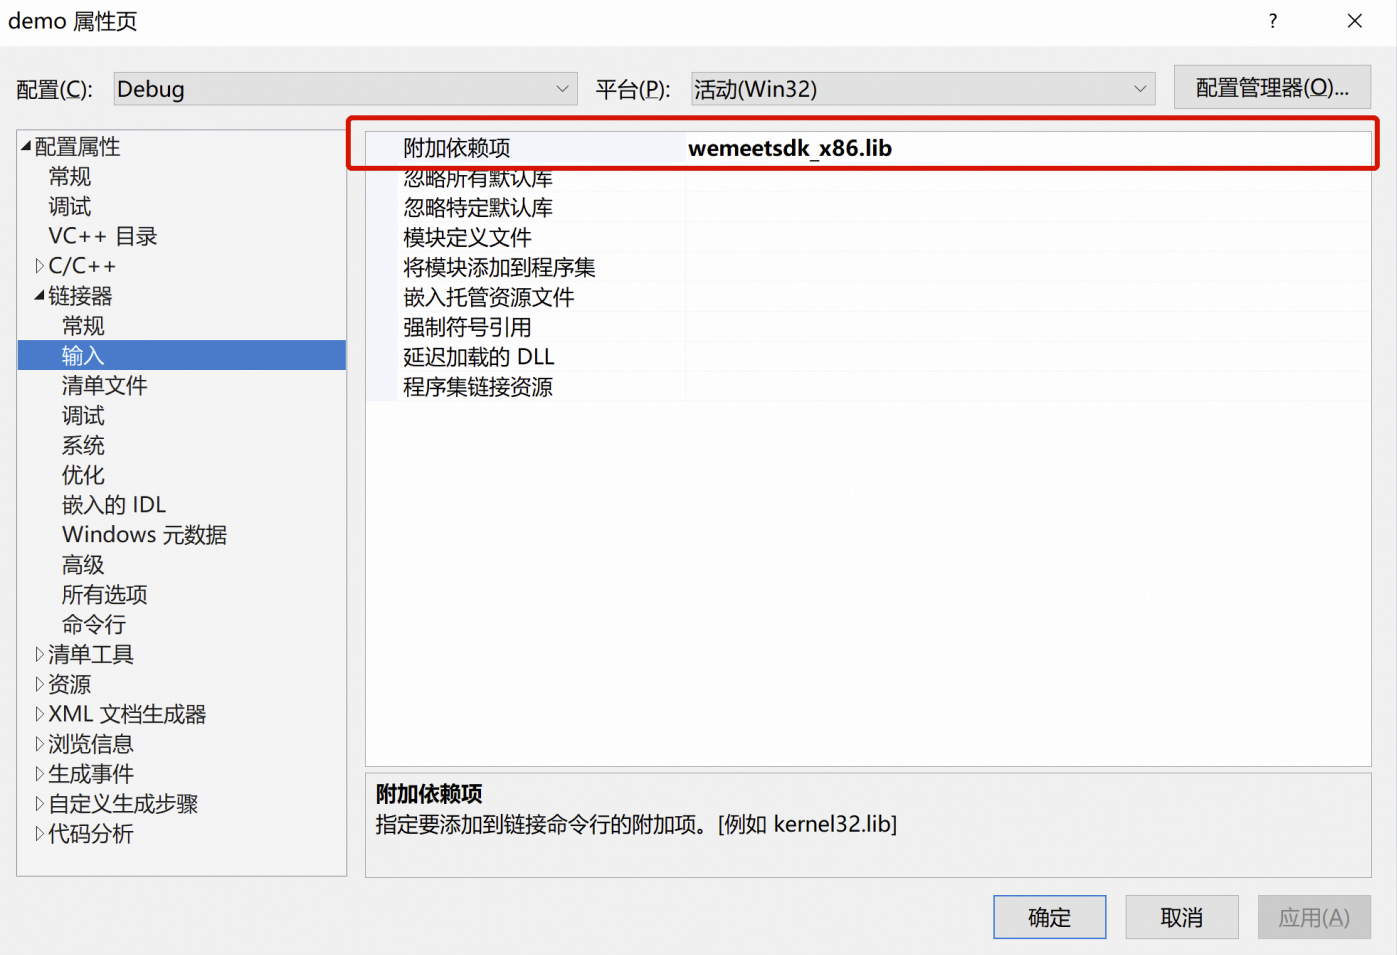 demo 属性页
?
配置(C): Debug 平台(P): 活动(Win32) 配置管理器(O)...
配置属性
常规
调试
VC++ 目录
C/C++
链接器
常规
输入
清单文件
调试
系统
优化
嵌入的 IDL
Windows 元数据
高级
所有选项
命令行
清单工具
资源
XML 文档生成器
浏览信息
生成事件
自定义生成步骤
代码分析
附加依赖项 wemeetsdk_x86.lib
忽略所有默认库
忽略特定默认库
模块定义文件
将模块添加到程序集
嵌入托管资源文件
强制符号引用
延迟加载的 DLL
程序集链接资源
附加依赖项
指定要添加到链接命令行的附加项。[例如 kernel32.lib]
确定 取消 应用(A)